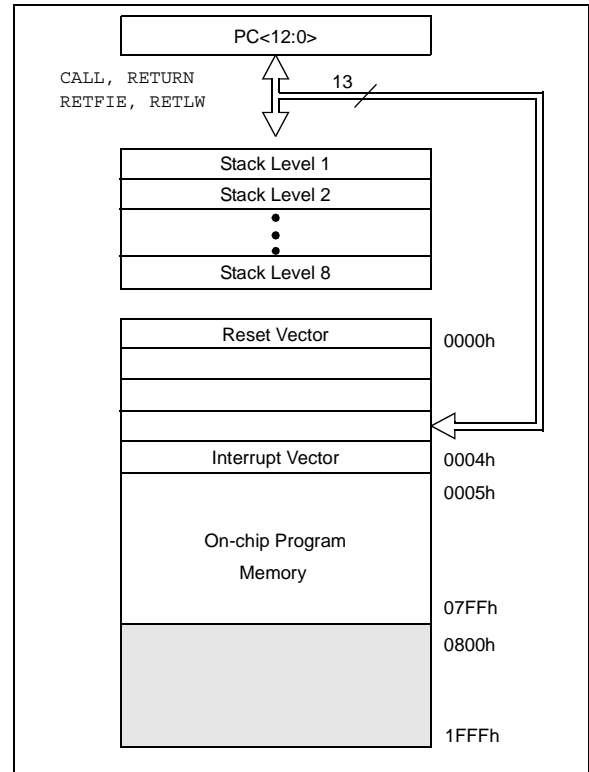 PC<12:0>
CALL, RETURN
RETFIE, RETLW
13
Stack Level 1
Stack Level 2
Stack Level 8
Reset Vector
0000h
Interrupt Vector
0004h
0005h
On-chip Program
Memory
07FFh
0800h
1FFFh